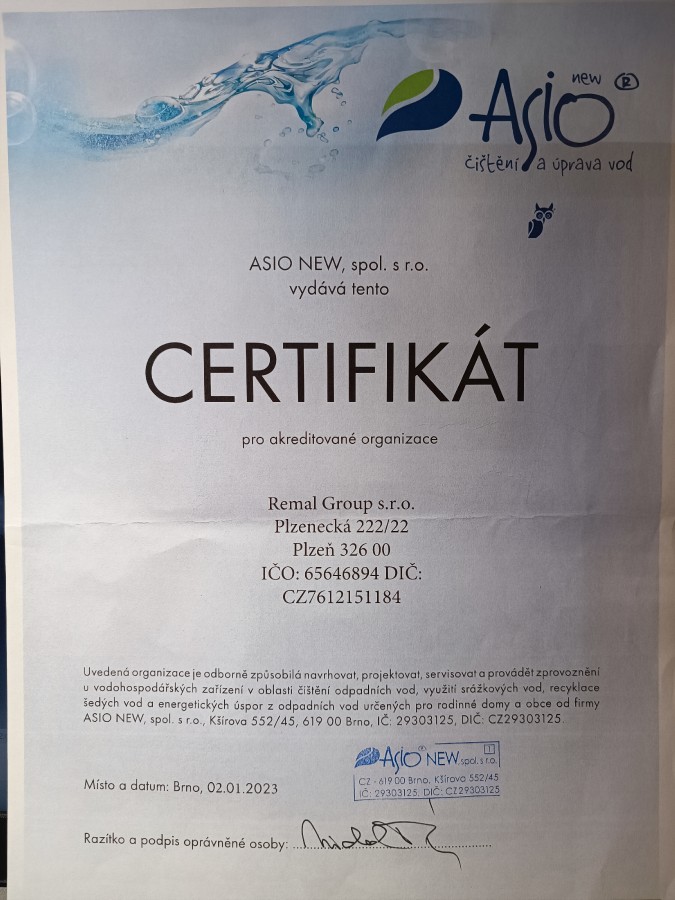 new ®
Asio
čištění a úprava vod
ASIO NEW, spol. s r.o.
vydává tento
CERTIFIKÁT
pro akreditované organizace
Remal Group s.r.o.
Plzenecká 222/22
Plzeň 326 00
IČO: 65646894 DIČ:
CZ7612151184
Uvedená organizace je odborně způsobilá navrhovat, projektovat, servisovat a provádět zprovoznění
u vodohospodářských zařízení v oblasti čištění odpadních vod, využití srážkových vod, recyklace
šedých vod a energetických úspor z odpadních vod určených pro rodinné domy a obce od firmy
ASIO NEW, spol. s r.o., Kšírova 552/45, 619 00 Brno, IČ: 29303125, DIČ: CZ29303125.
ASIO ® NEW, spol. s r.o. 1
CZ - 619 00 Brno, Kšírova 552/45
IČ: 29303125, DIČ: CZ29303125
Místo a datum: Brno, 02.01.2023
Razítko a podpis oprávněné osoby: